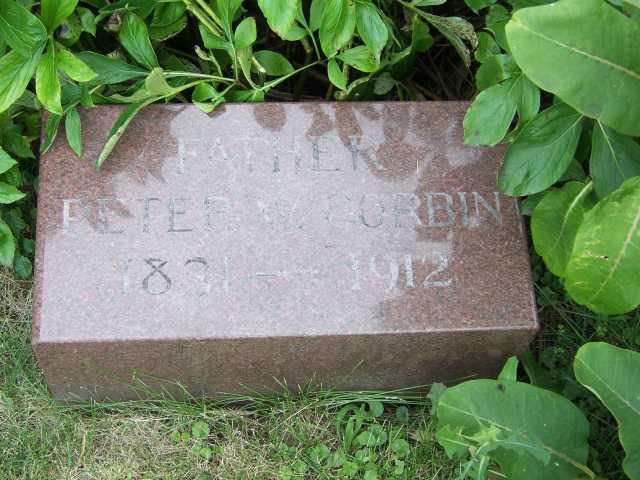 FATHER
PETER W. CORBIN
1831 — 1912